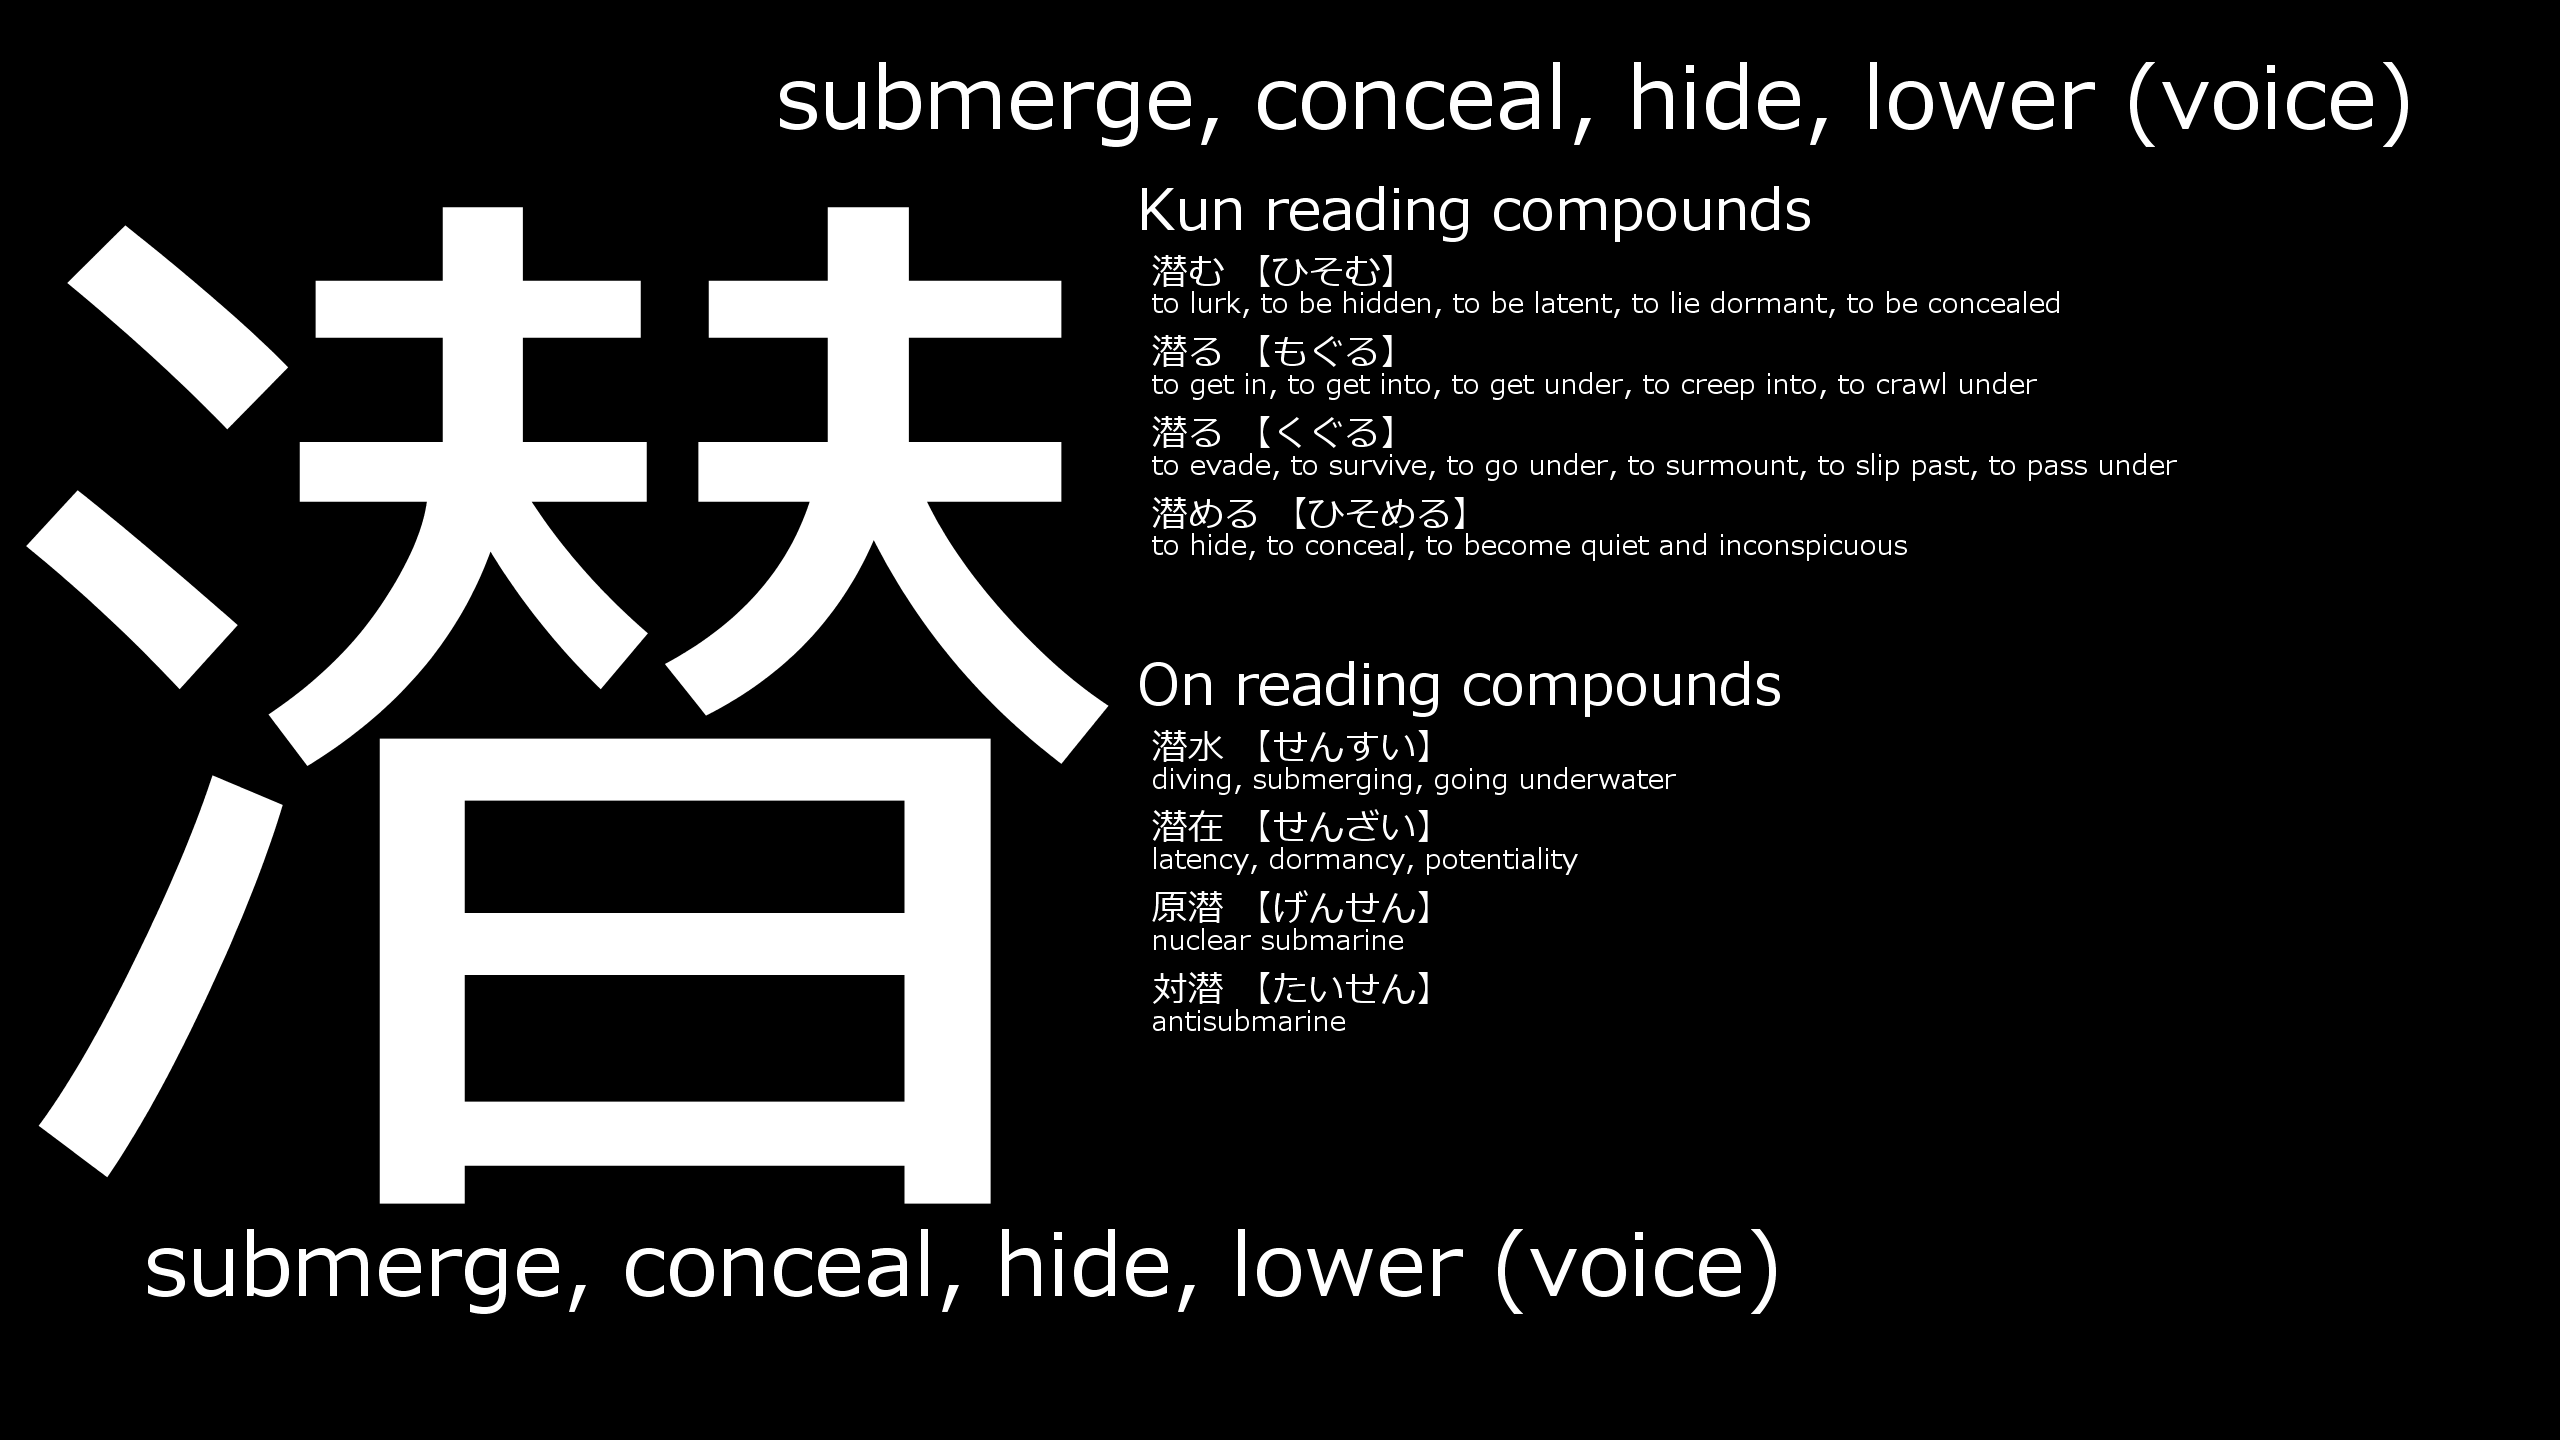 submerge, conceal, hide, lower (voice)
潜
Kun reading compounds
潜む 【ひそむ】
to lurk, to be hidden, to be latent, to lie dormant, to be concealed
潜る 【もぐる】
to get in, to get into, to get under, to creep into, to crawl under
潜る 【くぐる】
to evade, to survive, to go under, to surmount, to slip past, to pass under
潜める 【ひそめる】
to hide, to conceal, to become quiet and inconspicuous
On reading compounds
潜水 【せんすい】
diving, submerging, going underwater
潜在 【せんざい】
latency, dormancy, potentiality
原潜 【げんせん】
nuclear submarine
対潜 【たいせん】
antisubmarine
submerge, conceal, hide, lower (voice)